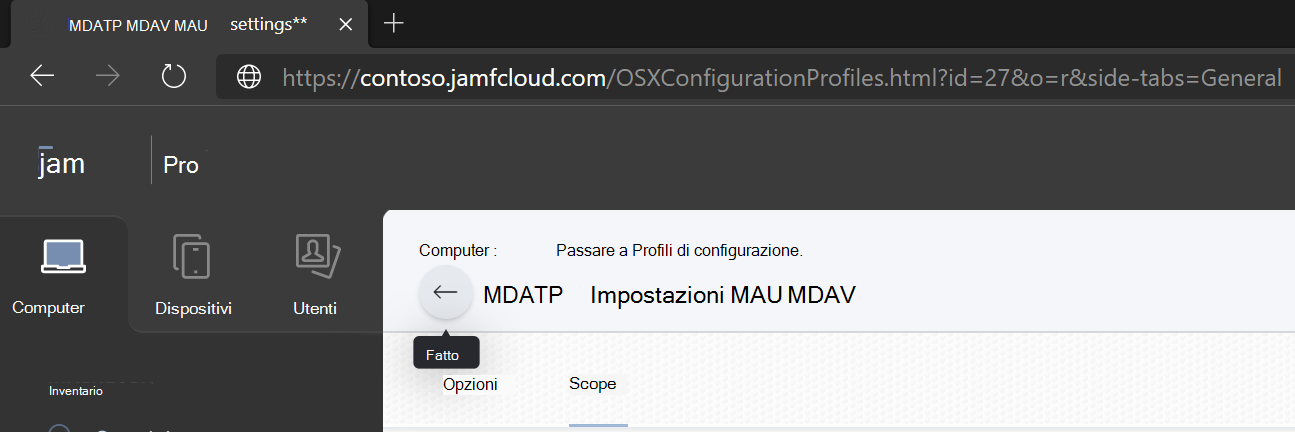 MDATP MDAV MAU settings**
https://contoso.jamfcloud.com/OSXConfigurationProfiles.html?id=27&o=r&side-tabs=General
jam Pro
Computer : Passare a Profili di configurazione.
MDATP Impostazioni MAU MDAV
Computer Dispositivi Utenti
Fatto
Opzioni Scope
Inventario